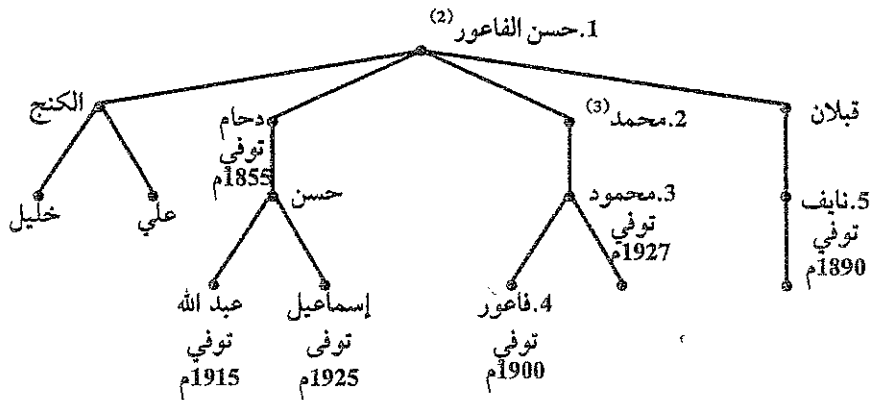 1.حسن الفاعور (2)
قبلان
2.محمد (3)
دحام
توفي
1855م
الكنج
5.نايف
توفي
1890م
3.محمود
توفي
1927م
حسن
علي
خليل
4.فاعور
توفي
1900م
إسماعيل
توفى
1925م
عبد الله
توفي
1915م